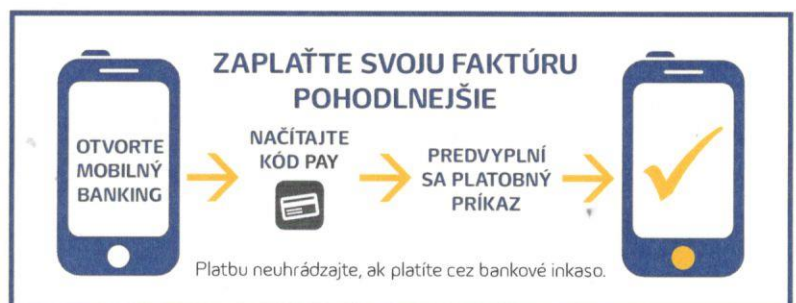 ZAPLAŤTE SVOJU FAKTÚRU
POHODLNEJŠIE
OTVORTE
MOBILNÝ
BANKING
NAČÍTAJTE
KÓD PAY
PREDVYPLNÍ
SA PLATOBNÝ
PRÍKAZ
Platbu neuhrádzajte, ak platíte cez bankové inkaso.